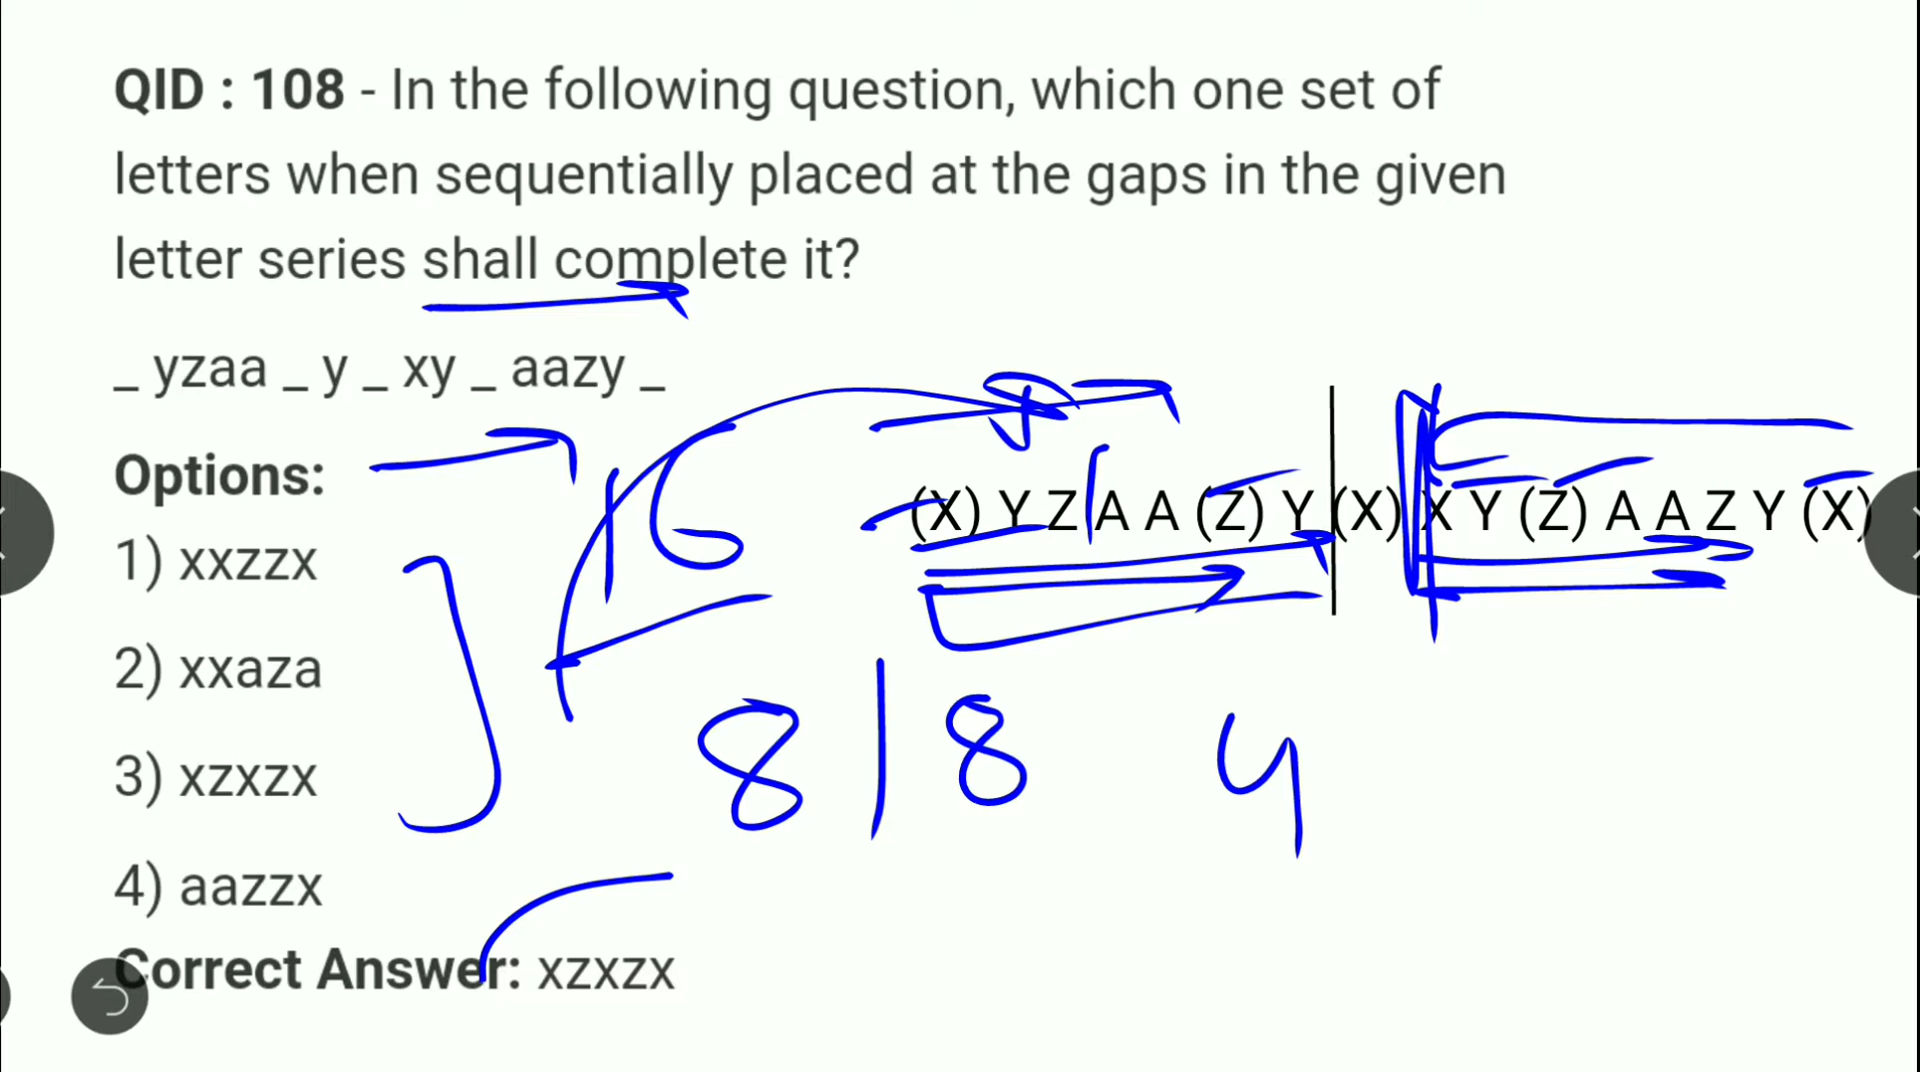 QID : 108 - In the following question, which one set of
letters when sequentially placed at the gaps in the given
letter series shall complete it?
_ yzaa _ y _ xy _ aazy _
Options:
(X) Y Z A A (Z) Y (X) X Y (Z) A A Z Y (X)
16
1) xxzzx
2) xxaza
3) xzxzx
8 | 8 4
4) aazzx
Correct Answer: xzxzx